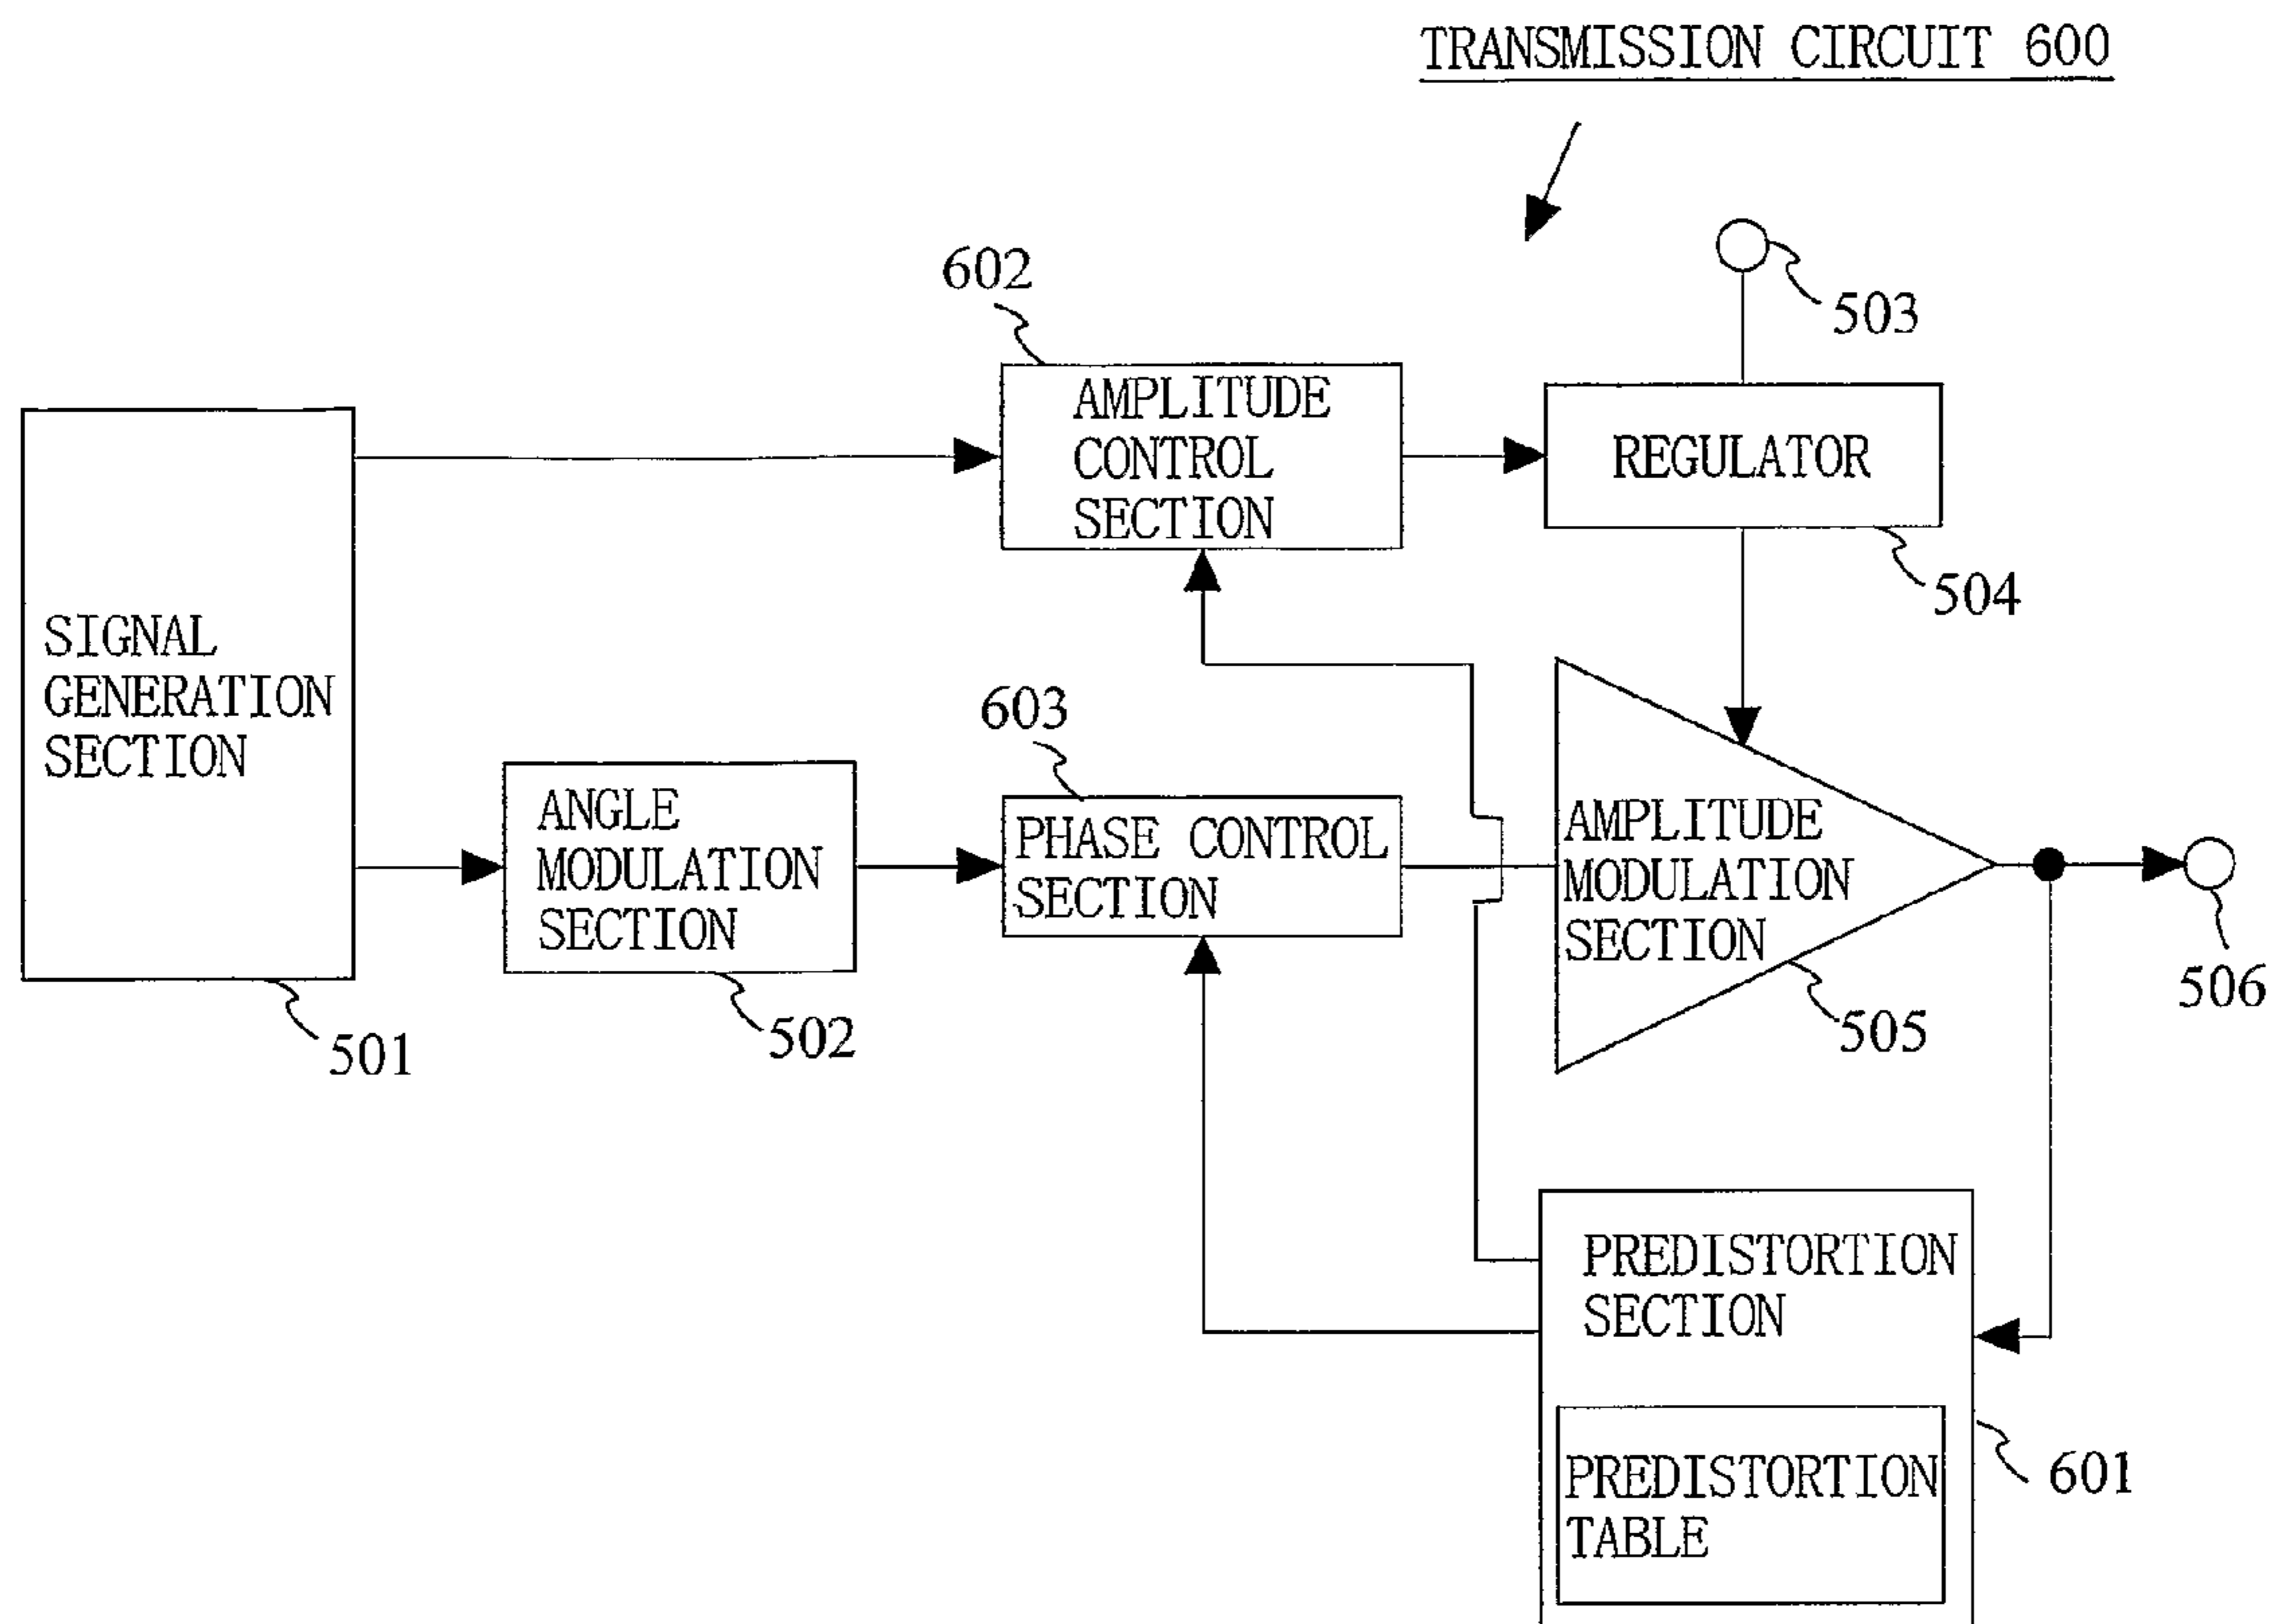 TRANSMISSION CIRCUIT 600
503
602
AMPLITUDE
CONTROL
SECTION
REGULATOR
504
SIGNAL
GENERATION
SECTION
603
ANGLE
MODULATION
SECTION
PHASE CONTROL
SECTION
AMPLITUDE
MODULATION
SECTION
506
501
502
505
PREDISTORTION
SECTION
601
PREDISTORTION
TABLE